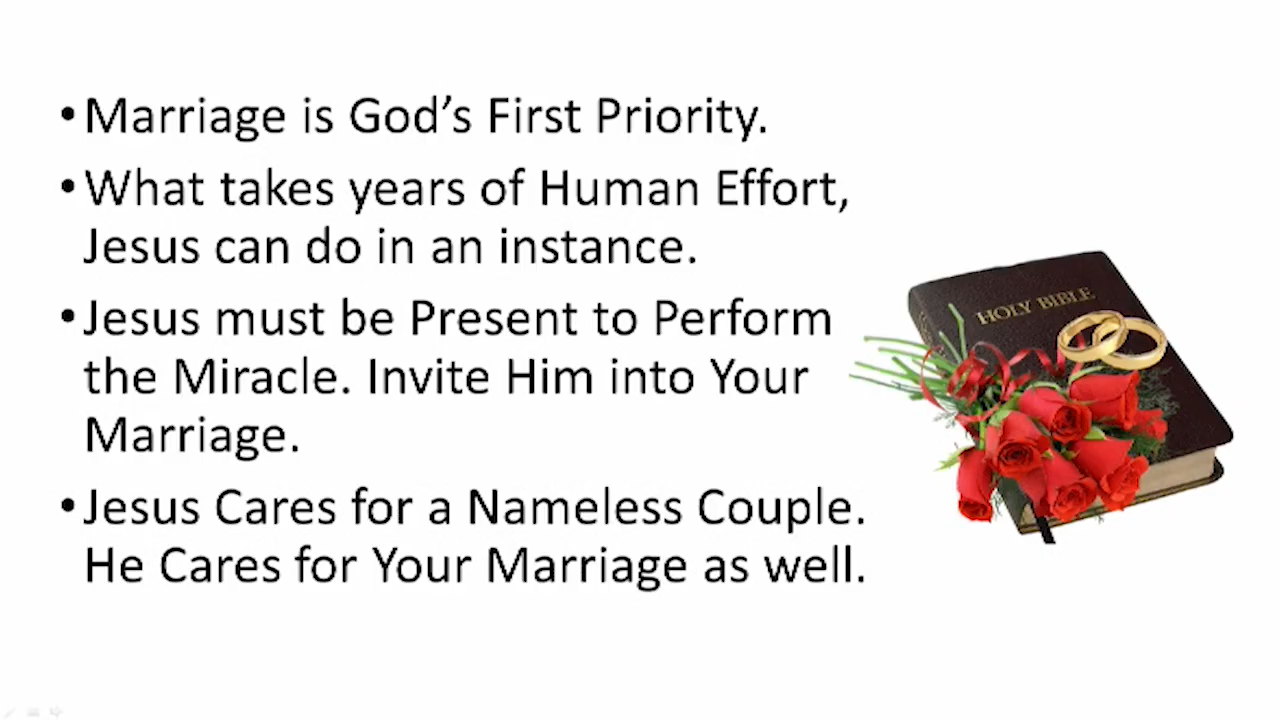 •Marriage is God’s First Priority.
•What takes years of Human Effort,
Jesus can do in an instance.
•Jesus must be Present to Perform
the Miracle. Invite Him into Your
Marriage.
•Jesus Cares for a Nameless Couple.
He Cares for Your Marriage as well.
HOLY BIBLE